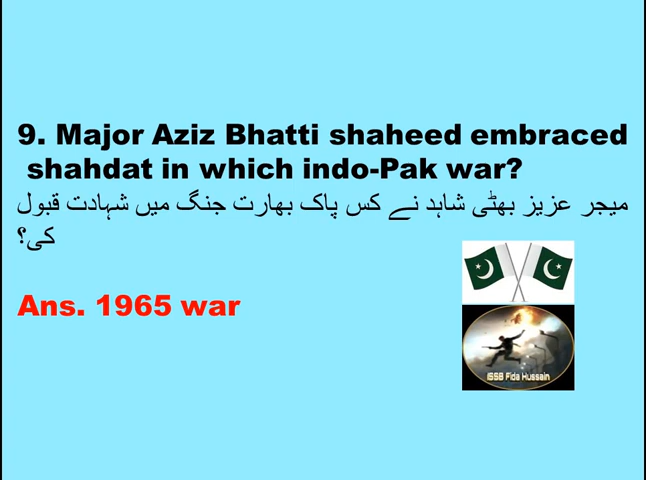 9. Major Aziz Bhatti shaheed embraced
shahdat in which indo-Pak war?
میجر عزیز بھٹی شاہد نے کس پاک بھارت جنگ میں شہادت قبول
کی؟
Ans. 1965 war
ISSB Fida Hussain